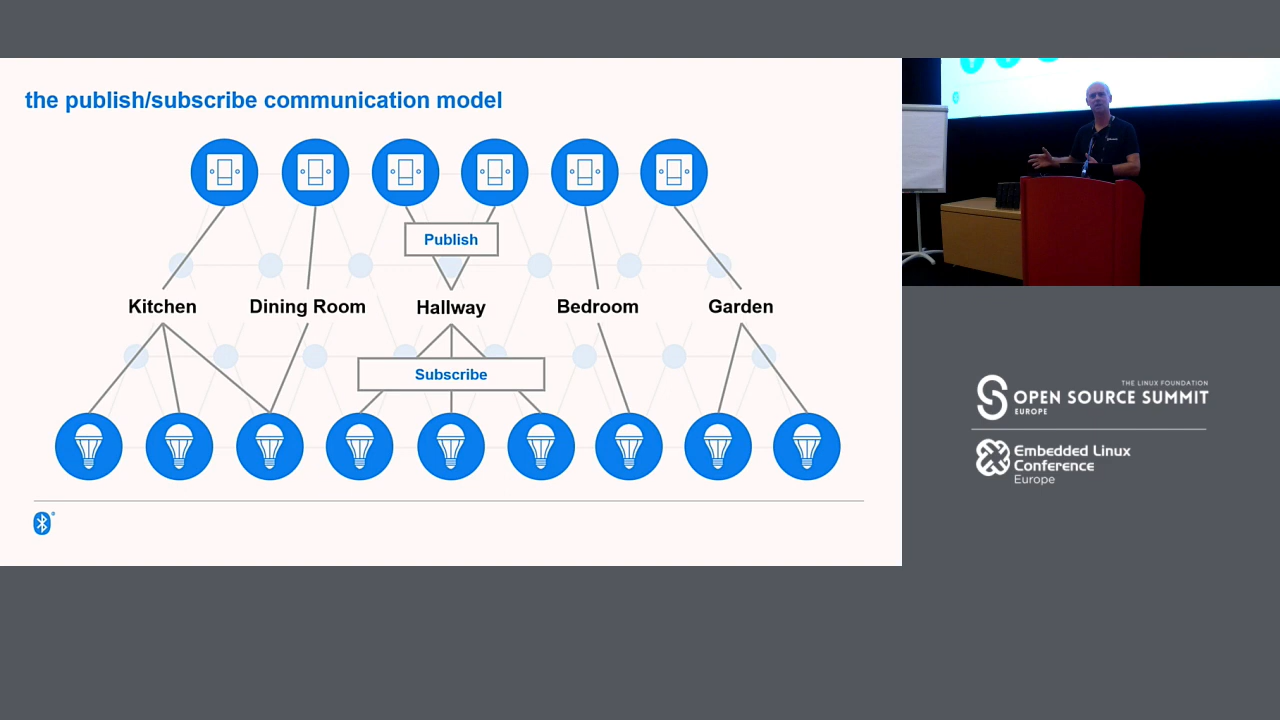 the publish/subscribe communication model
Publish
Kitchen
Dining Room
Hallway
Bedroom
Garden
Subscribe
THE LINUX FOUNDATION
OPEN SOURCE SUMMIT
EUROPE
Embedded Linux
Conference
Europe